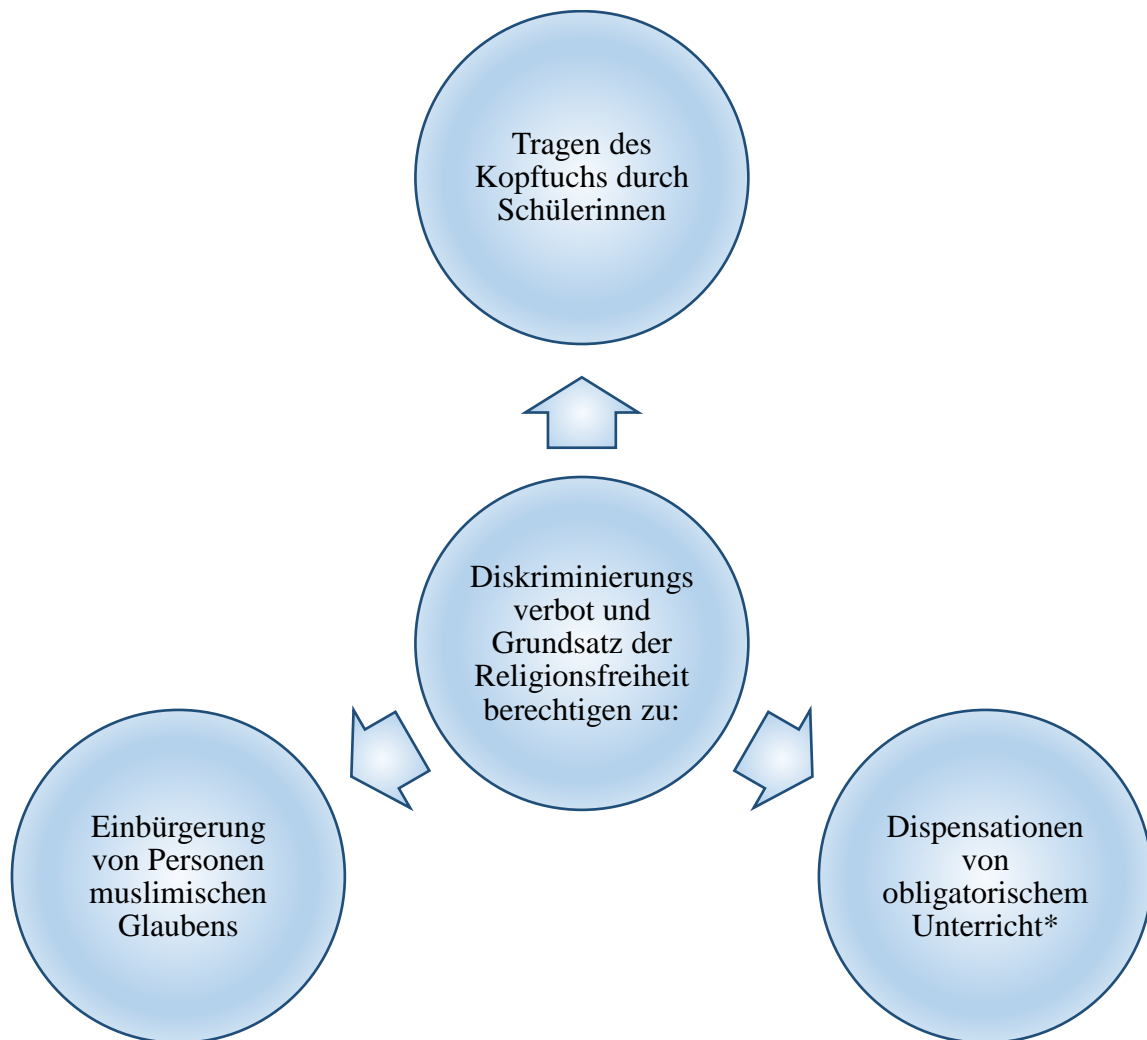 Tragen des
Kopftuchs durch
Schülerinnen
Diskriminierungs
verbot und
Grundsatz der
Religionsfreiheit
berechtigen zu:
Einbürgerung
von Personen
muslimischen
Glaubens
Dispensationen
von
obligatorischem
Unterricht*